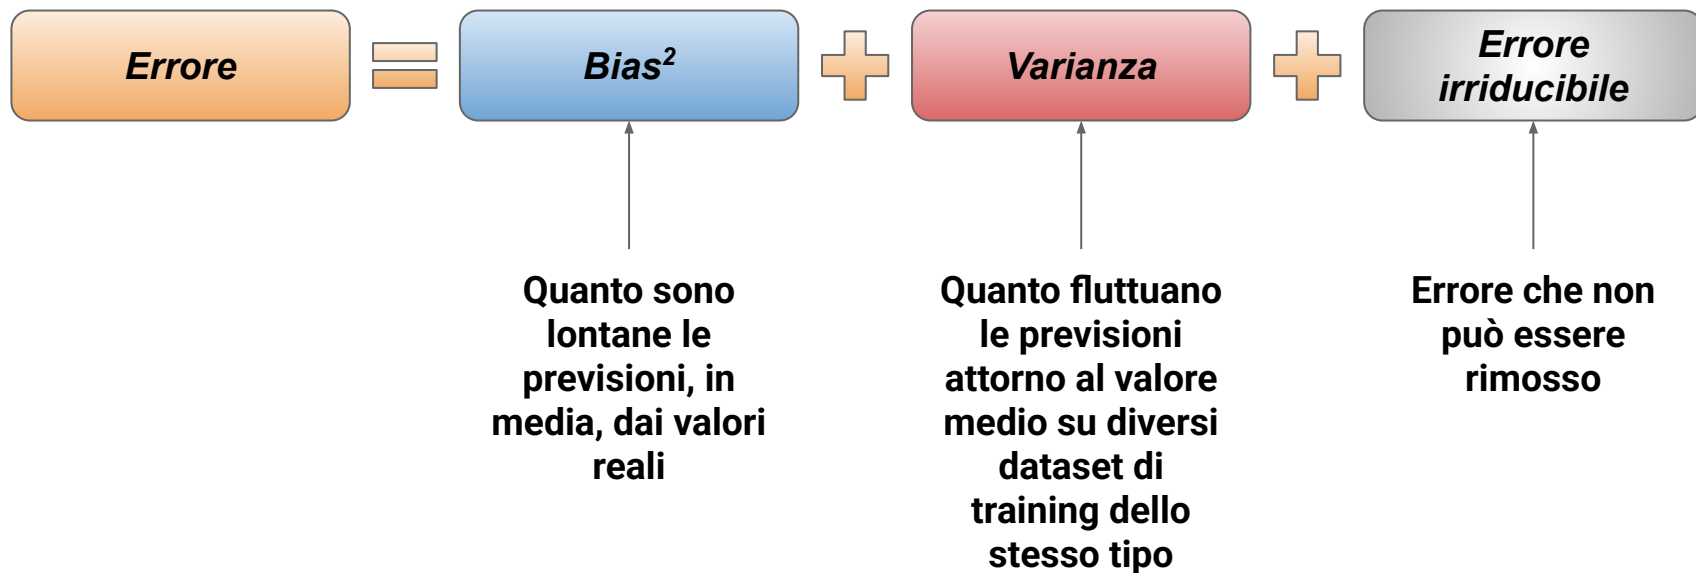 Errore
Bias²
Varianza
Errore
irriducibile
Quanto sono
lontane le
previsioni, in
media, dai valori
reali
Quanto fluttuano
le previsioni
attorno al valore
medio su diversi
dataset di
training dello
stesso tipo
Errore che non
può essere
rimosso